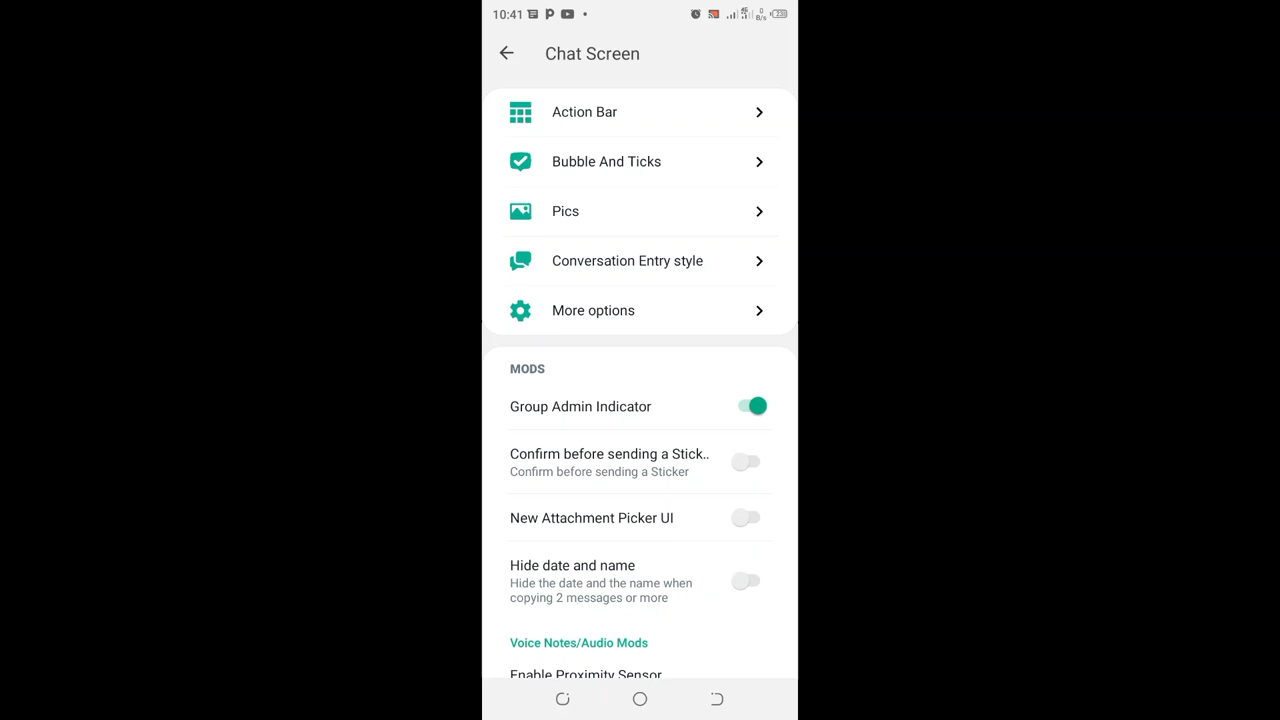 10:41
Chat Screen
Action Bar
Bubble And Ticks
Pics
Conversation Entry style
More options
MODS
Group Admin Indicator
Confirm before sending a Stick..
Confirm before sending a Sticker
New Attachment Picker UI
Hide date and name
Hide the date and the name when
copying 2 messages or more
Voice Notes/Audio Mods
Enable Proximity Sensor